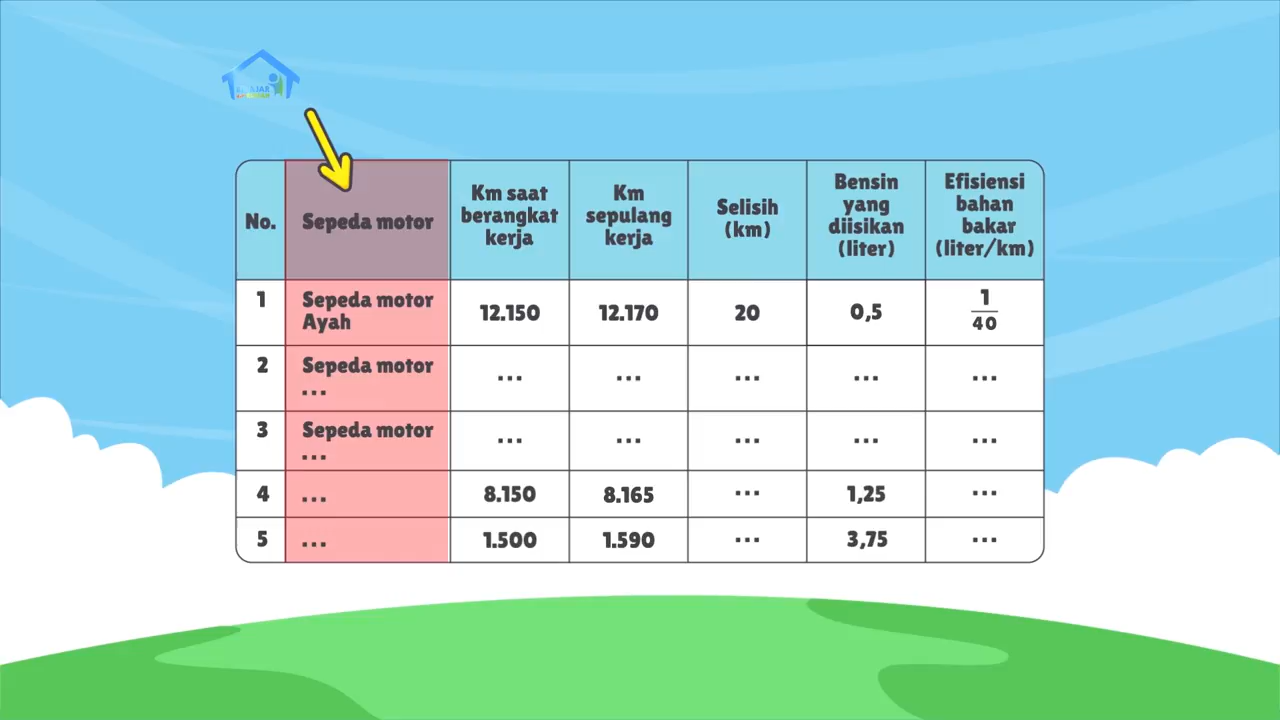 BELAJAR
No.
Sepeda motor
Km saat
berangkat
kerja
Km
sepulang
kerja
Selisih
(km)
Bensin
yang
diisikan
(liter)
Efisiensi
bahan
bakar
(liter/km)
1
Sepeda motor
Ayah
12.150
12.170
20
0,5
1
40
2
Sepeda motor
...
...
...
...
...
...
3
Sepeda motor
...
...
...
...
...
...
4
...
8.150
8.165
...
1,25
...
5
...
1.500
1.590
...
3,75
...